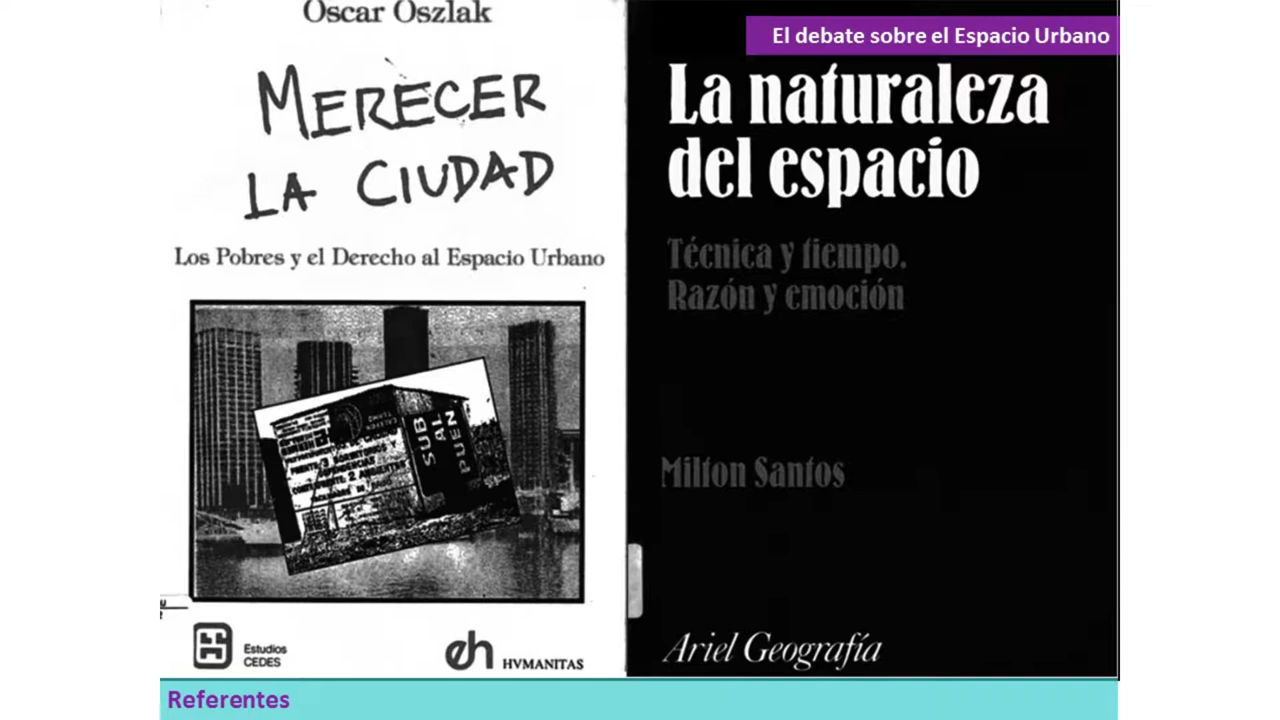 Oscar Oszlak
MERECER
LA CIUDAD
Los Pobres y el Derecho al Espacio Urbano
SUB
AL
PUEN
Estudios
CEDES
eh HVMANITAS
El debate sobre el Espacio Urbano
La naturaleza
del espacio
Técnica y tiempo.
Razón y emoción
Milton Santos
Ariel Geografía
Referentes